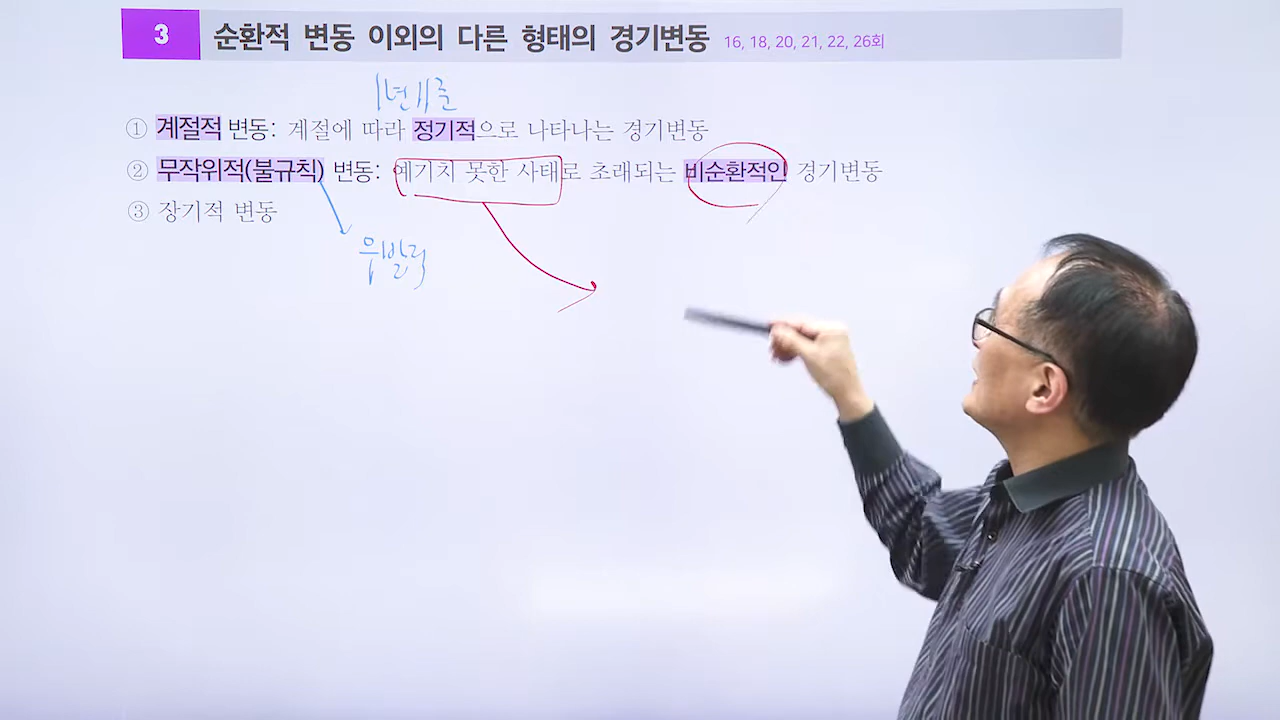 3 순환적 변동 이외의 다른 형태의 경기변동 16, 18, 20, 21, 22, 26회
1년
① 계절적 변동: 계절에 따라 정기적으로 나타나는 경기변동
② 무작위적(불규칙) 변동: 예기치 못한 사태로 초래되는 비순환적인 경기변동
③ 장기적 변동
우발적